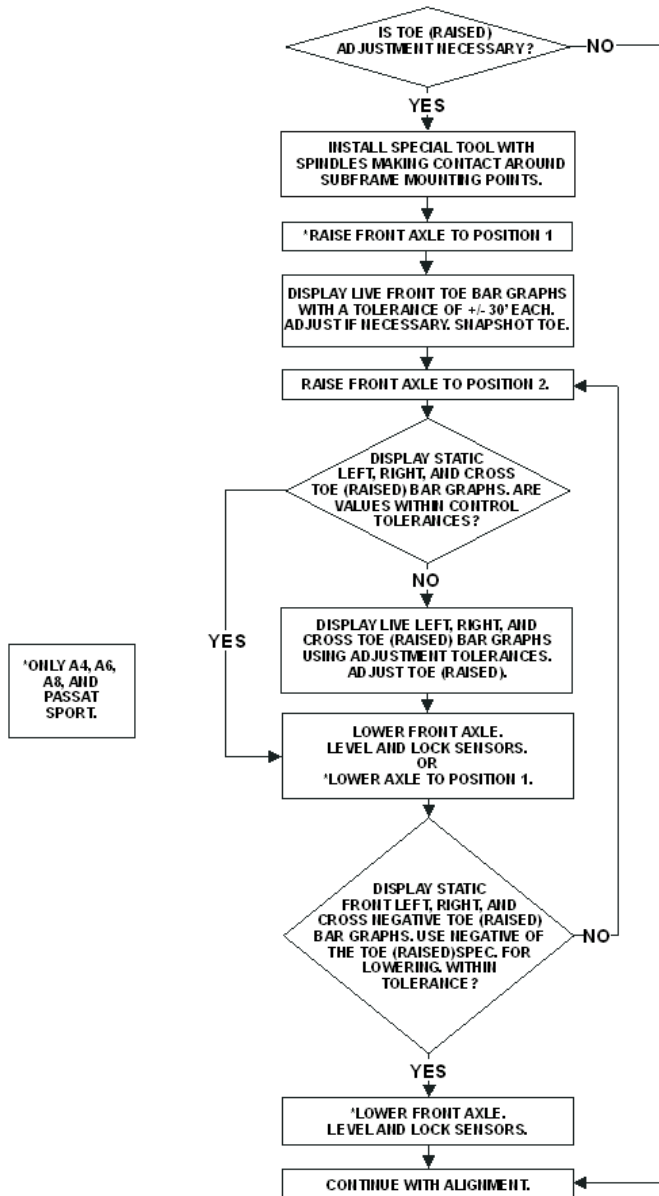 IS TOE (RAISED)
ADJUSTMENT NECESSARY?
NO
YES
INSTALL SPECIAL TOOL WITH
SPINDLES MAKING CONTACT AROUND
SUBFRAME MOUNTING POINTS.
*RAISE FRONT AXLE TO POSITION 1
DISPLAY LIVE FRONT TOE BAR GRAPHS
WITH A TOLERANCE OF +/- 30' EACH.
ADJUST IF NECESSARY. SNAPSHOT TOE.
RAISE FRONT AXLE TO POSITION 2.
DISPLAY STATIC
LEFT, RIGHT, AND CROSS
TOE (RAISED) BAR GRAPHS. ARE
VALUES WITHIN CONTROL
TOLERANCES?
NO
YES
DISPLAY LIVE LEFT, RIGHT, AND
CROSS TOE (RAISED) BAR GRAPHS
USING ADJUSTMENT TOLERANCES.
ADJUST TOE (RAISED).
*ONLY A4, A6,
A8, AND
PASSAT
SPORT.
LOWER FRONT AXLE.
LEVEL AND LOCK SENSORS.
OR
*LOWER AXLE TO POSITION 1.
DISPLAY STATIC
FRONT LEFT, RIGHT, AND
CROSS NEGATIVE TOE (RAISED)
BAR GRAPHS. USE NEGATIVE OF
THE TOE (RAISED)SPEC. FOR
LOWERING. WITHIN
TOLERANCE?
NO
YES
*LOWER FRONT AXLE.
LEVEL AND LOCK SENSORS.
CONTINUE WITH ALIGNMENT.